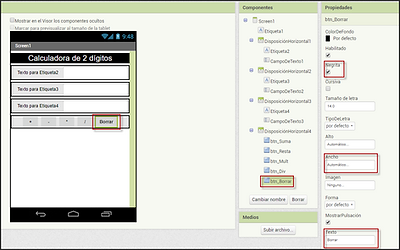 Mostrar en el Visor los componentes ocultos
Marcar para previsualizar el tamaño de la tablet
9:48
Screen1
Calculadora de 2 dígitos
Texto para Etiqueta2
Texto para Etiqueta3
Texto para Etiqueta4
+ - * / Borrar
Componentes
Screen1
Etiqueta1
DisposiciónHorizontal1
Etiqueta2
CampoDeTexto1
DisposiciónHorizontal2
Etiqueta3
CampoDeTexto2
DisposiciónHorizontal3
Etiqueta4
CampoDeTexto3
DisposiciónHorizontal4
btn_Suma
btn_Resta
btn_Mult
btn_Div
btn_Borrar
Cambiar nombre Borrar
Medios
Subir archivo...
Propiedades
btn_Borrar
ColorDeFondo
Por defecto
Habilitado
Negrita
Cursiva
Tamaño de letra
14.0
TipoDeLetra
por defecto
Alto
Automático...
Ancho
Automático...
Imagen
Ninguno...
Forma
por defecto
MostrarPulsación
Texto
Borrar